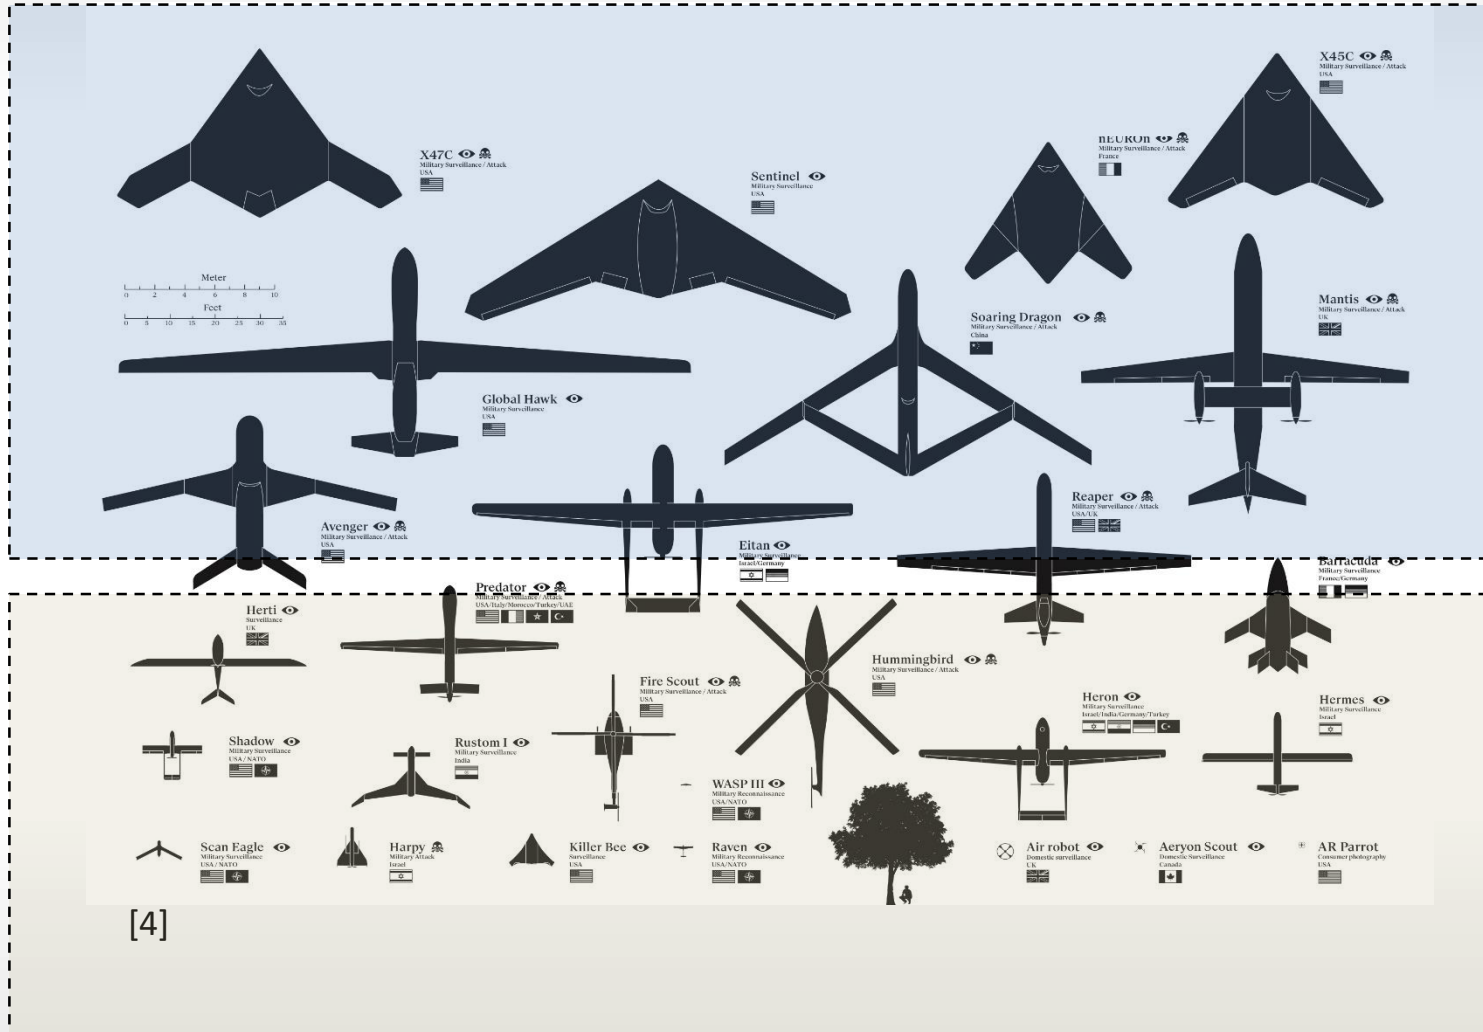 X45C
Military Surveillance / Attack
USA
nEUROn
Military Surveillance / Attack
France
X47C
Military Surveillance / Attack
USA
Sentinel
Military Surveillance
USA
Meter
0 2 4 6 8 10
Feet
0 5 10 15 20 25 30 35
Soaring Dragon
Military Surveillance / Attack
China
Mantis
Military Surveillance / Attack
UK
Global Hawk
Military Surveillance
USA
Avenger
Military Surveillance / Attack
USA
Reaper
Military Surveillance / Attack
USA/UK
Eitan
Military Surveillance
Israel/Germany
Barracuda
Military Surveillance
France/Germany
Predator
Military Surveillance / Attack
USA/Italy/Morocco/Turkey/UAE
Herti
Surveillance
UK
Hummingbird
Military Surveillance / Attack
USA
Fire Scout
Military Surveillance / Attack
USA
Heron
Military Surveillance
Israel/India/Germany/Turkey
Hermes
Military Surveillance
Israel
Shadow
Military Surveillance
USA/NATO
Rustom I
Military Surveillance
India
WASP III
Military Reconnaissance
USA/NATO
Scan Eagle
Military Surveillance
USA / NATO
Harpy
Military Attack
Israel
Killer Bee
Surveillance
USA
Raven
Military Reconnaissance
USA/NATO
Air robot
Domestic surveillance
UK
Aeryon Scout
Domestic Surveillance
Canada
AR Parrot
Consumer photography
USA
[4]